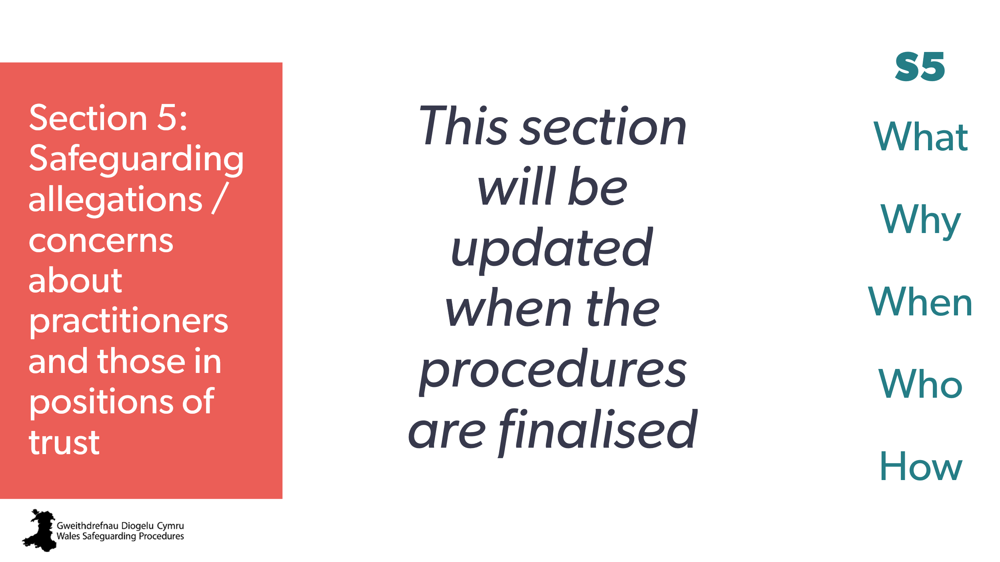 Section 5:
Safeguarding
allegations /
concerns
about
practitioners
and those in
positions of
trust
This section
will be
updated
when the
procedures
are finalised
S5
What
Why
When
Who
How
Gweithdrefnau Diogelu Cymru
Wales Safeguarding Procedures